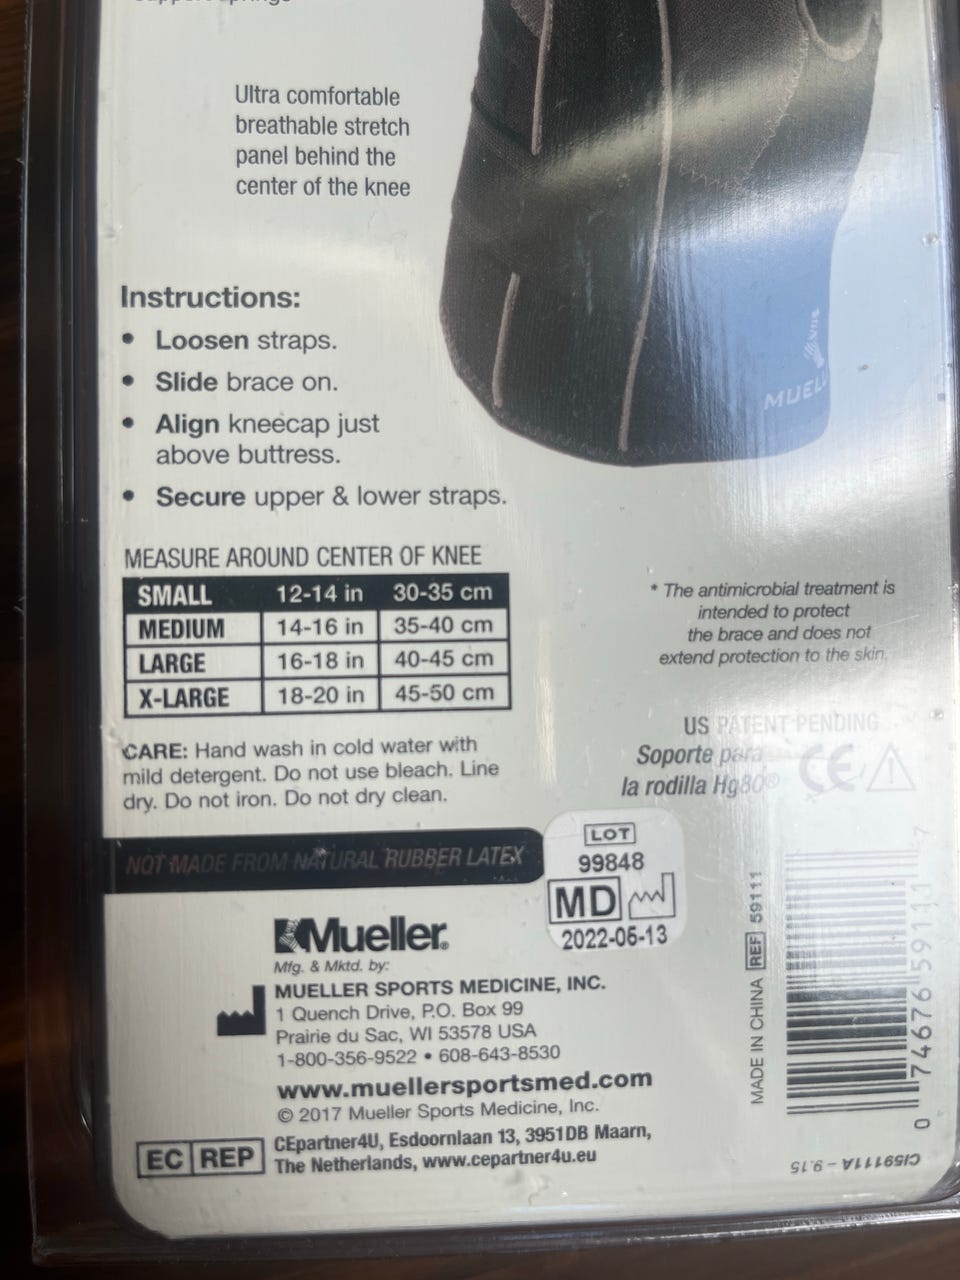 Ultra comfortable
breathable stretch
panel behind the
center of the knee
Instructions:
• Loosen straps.
• Slide brace on.
• Align kneecap just
above buttress.
• Secure upper & lower straps.
MUELL
MEASURE AROUND CENTER OF KNEE
SMALL 12-14 in 30-35 cm
MEDIUM 14-16 in 35-40 cm
LARGE 16-18 in 40-45 cm
X-LARGE 18-20 in 45-50 cm
* The antimicrobial treatment is
intended to protect
the brace and does not
extend protection to the skin.
CARE: Hand wash in cold water with
mild detergent. Do not use bleach. Line
dry. Do not iron. Do not dry clean.
US PATENT PENDING
Soporte para
la rodilla Hg80®
CE
NOT MADE FROM NATURAL RUBBER LATEX
LOT
99848
MD
2022-06-13
Mueller®
Mfg. & Mktd. by:
MUELLER SPORTS MEDICINE, INC.
1 Quench Drive, P.O. Box 99
Prairie du Sac, WI 53578 USA
1-800-356-9522 • 608-643-8530
www.muellersportsmed.com
© 2017 Mueller Sports Medicine, Inc.
EC REP
CEpartner4U, Esdoornlaan 13, 3951DB Maarn,
The Netherlands, www.cepartner4u.eu
MADE IN CHINA REF 59111
0 74676 59111 7
CI591111A – 9.15